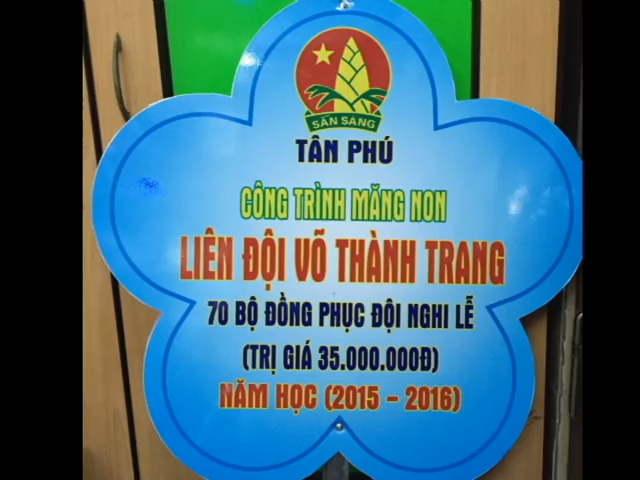 SẴN SÀNG
TÂN PHÚ
CÔNG TRÌNH MĂNG NON
LIÊN ĐỘI VÕ THÀNH TRANG
70 BỘ ĐỒNG PHỤC ĐỘI NGHI LỄ
(TRỊ GIÁ 35.000.000Đ)
NĂM HỌC (2015 - 2016)